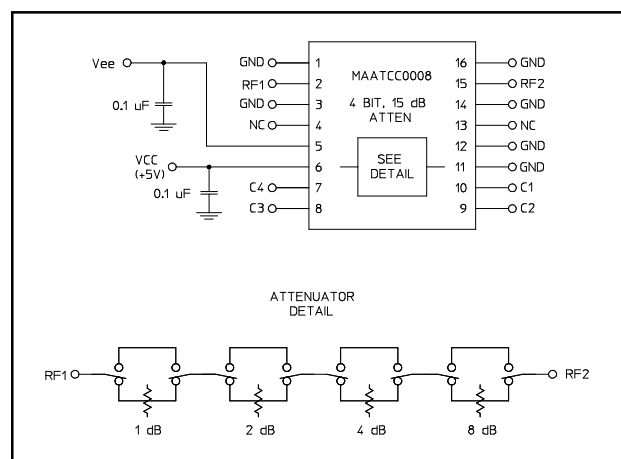 Vee
0.1 uF
VCC
(+5V)
0.1 uF
GND 1
RF1 2
GND 3
NC 4
5
6
C4 7
C3 8
MAATCC0008
4 BIT, 15 dB
ATTEN
SEE
DETAIL
16 GND
15 RF2
14 GND
13 NC
12 GND
11 GND
10 C1
9 C2
ATTENUATOR
DETAIL
RF1
RF2
1 dB 2 dB 4 dB 8 dB